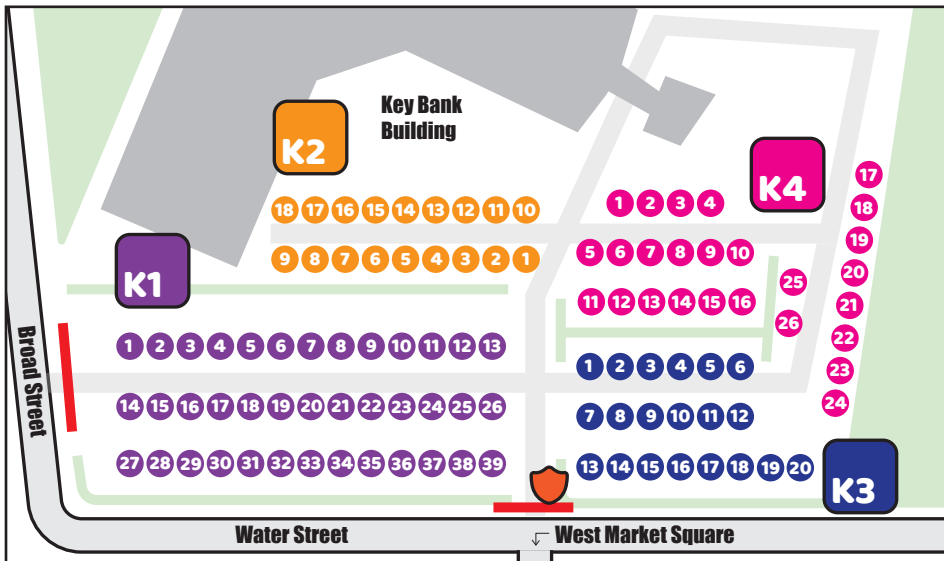 Key Bank
Building
K2
K4
17
18 17 16 15 14 13 12 11 10
1 2 3 4
18
19
9 8 7 6 5 4 3 2 1
5 6 7 8 9 10
20
K1
25
11 12 13 14 15 16
21
26
22
1 2 3 4 5 6 7 8 9 10 11 12 13
1 2 3 4 5 6
23
24
Broad Street
14 15 16 17 18 19 20 21 22 23 24 25 26
7 8 9 10 11 12
27 28 29 30 31 32 33 34 35 36 37 38 39
13 14 15 16 17 18 19 20
K3
Water Street
West Market Square